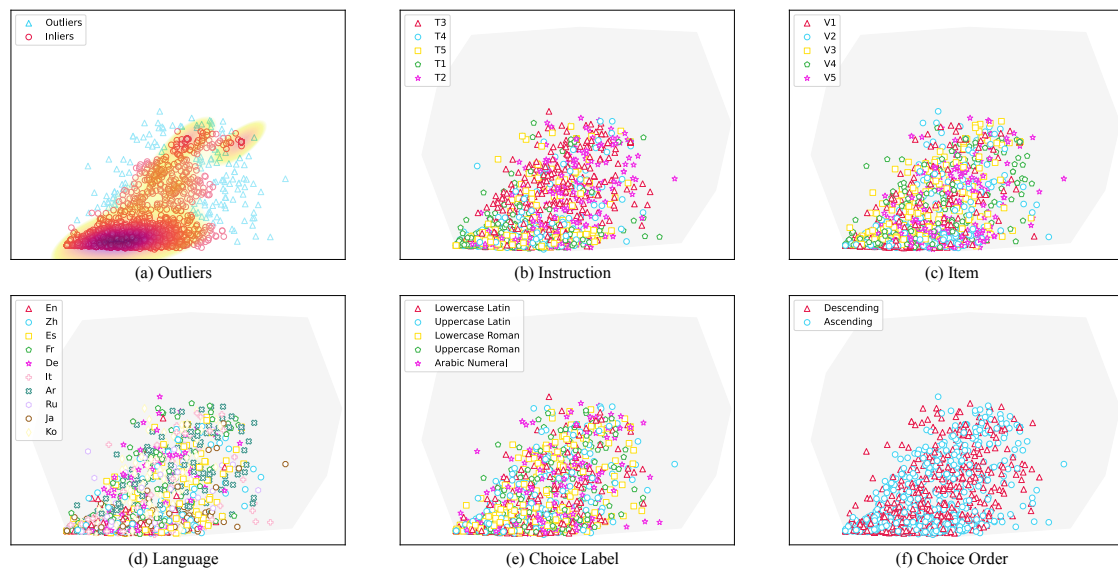 Outliers
Inliers
(a) Outliers
T3
T4
T5
T1
T2
(b) Instruction
V1
V2
V3
V4
V5
(c) Item
En
Zh
Es
Fr
De
It
Ar
Ru
Ja
Ko
(d) Language
Lowercase Latin
Uppercase Latin
Lowercase Roman
Uppercase Roman
Arabic Numeral
(e) Choice Label
Descending
Ascending
(f) Choice Order